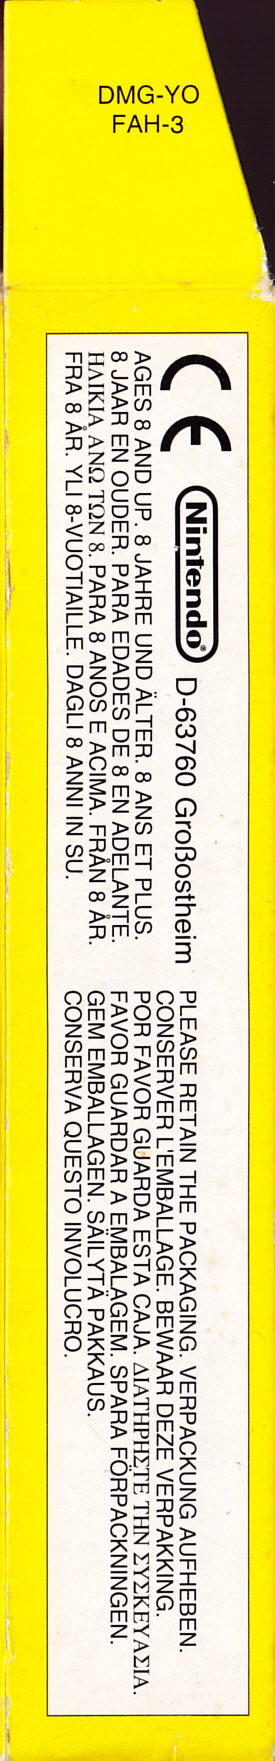 DMG-YO
FAH-3
CE Nintendo® D-63760 Großostheim
AGES 8 AND UP. 8 JAHRE UND ÄLTER. 8 ANS ET PLUS.
8 JAAR EN OUDER. PARA EDADES DE 8 EN ADELANTE.
ΗΛΙΚΙΑ ΑΝΩ ΤΩΝ 8. PARA 8 ANOS E ACIMA. FRÅN 8 ÅR.
FRA 8 ÅR. YLI 8-VUOTIAILLE. DAGLI 8 ANNI IN SU.
PLEASE RETAIN THE PACKAGING. VERPACKUNG AUFHEBEN.
CONSERVER L'EMBALLAGE. BEWAAR DEZE VERPAKKING.
POR FAVOR GUARDA ESTA CAJA. ΔΙΑΤΗΡΗΣΤΕ ΤΗΝ ΣΥΣΚΕΥΑΣΙΑ.
FAVOR GUARDAR A EMBALAGEM. SPARA FÖRPACKNINGEN.
GEM EMBALLAGEN. SÄILYTÄ PAKKAUS.
CONSERVA QUESTO INVOLUCRO.